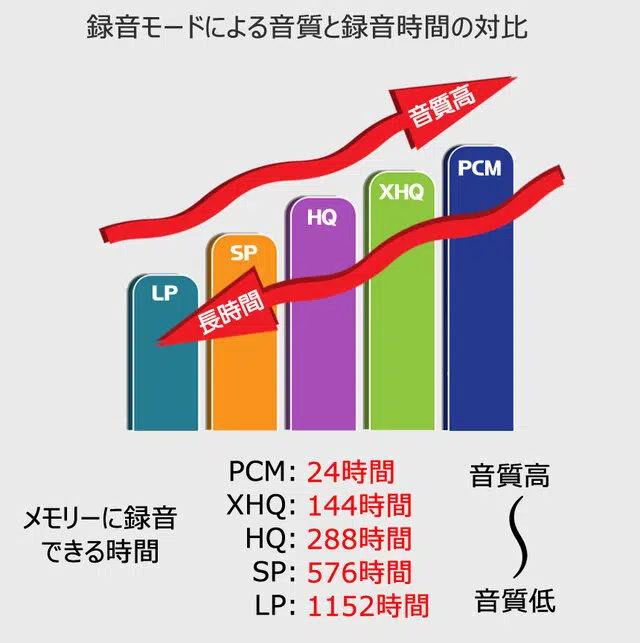 録音モードによる音質と録音時間の対比
音質高
PCM
XHQ
HQ
SP
LP
長時間
メモリーに録音
できる時間
PCM: 24時間
XHQ: 144時間
HQ: 288時間
SP: 576時間
LP: 1152時間
音質高
音質低